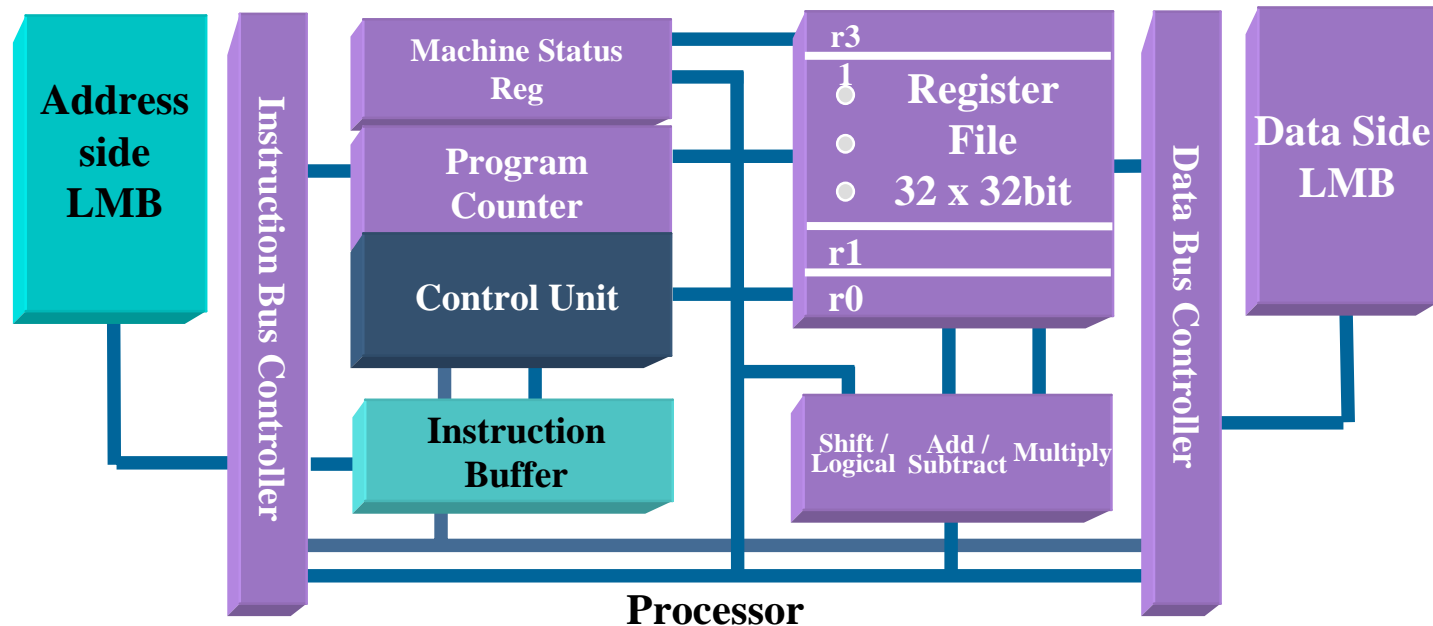 Address
side
LMB
Instruction Bus Controller
Machine Status
Reg
Program
Counter
Control Unit
Instruction
Buffer
r3
1
Register
File
32 x 32bit
r1
r0
Shift /
Logical
Add /
Subtract
Multiply
Data Bus Controller
Data Side
LMB
Processor